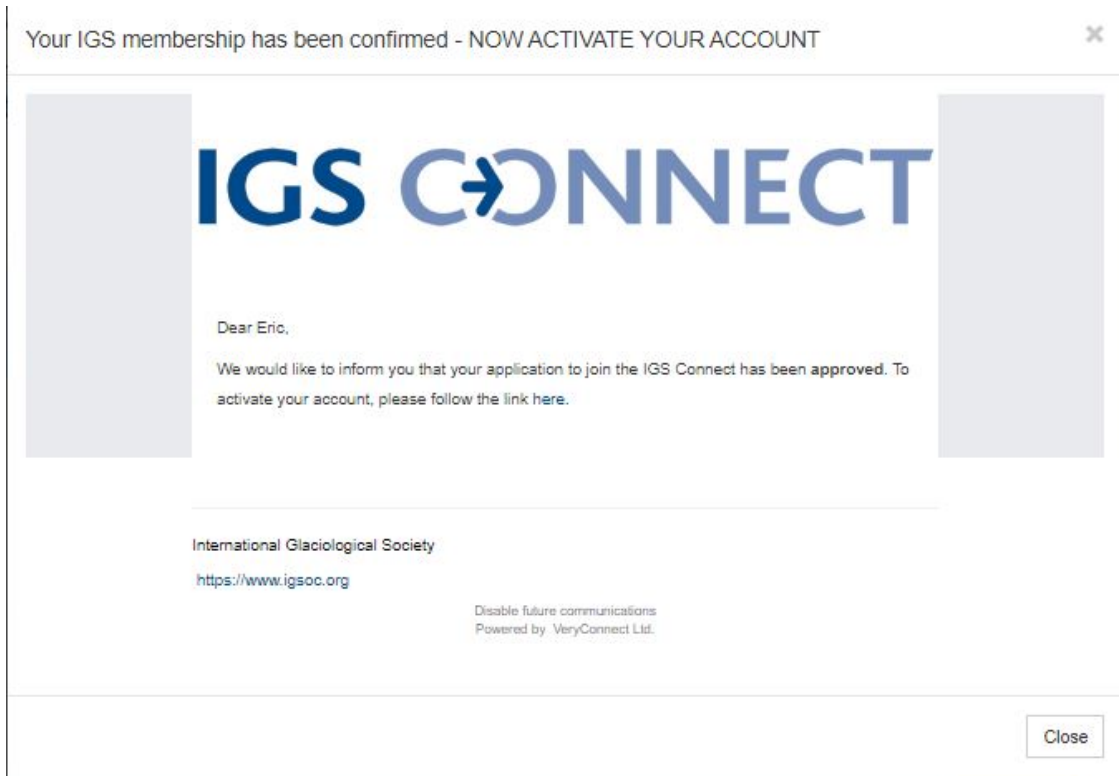 Your IGS membership has been confirmed - NOW ACTIVATE YOUR ACCOUNT
×
IGS CONNECT
Dear Eric,
We would like to inform you that your application to join the IGS Connect has been approved. To
activate your account, please follow the link here.
International Glaciological Society
https://www.igsoc.org
Disable future communications
Powered by VeryConnect Ltd.
Close